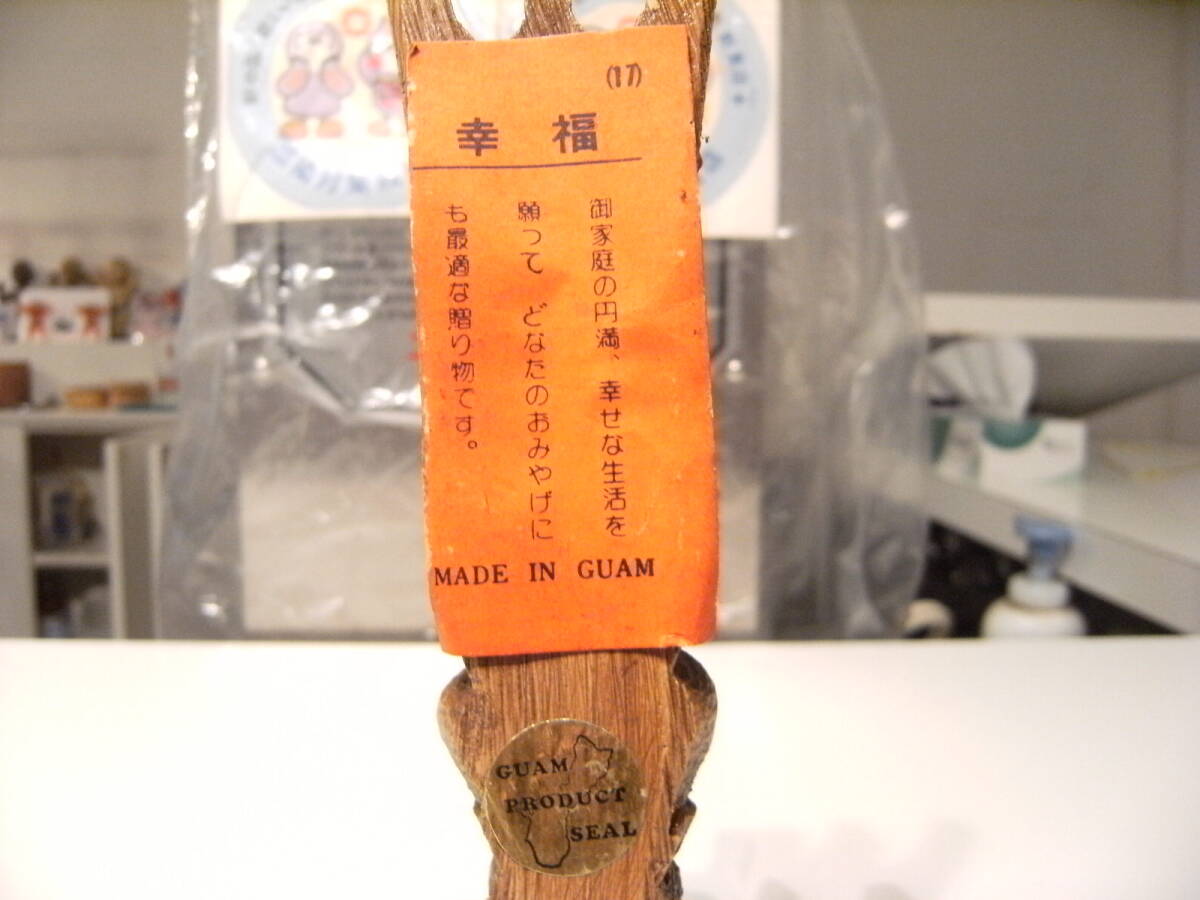 (17)
幸福
御家庭の円満、幸せな生活を
願って どなたのおみやげに
も最適な贈り物です。
MADE IN GUAM
GUAM
PRODUCT
SEAL